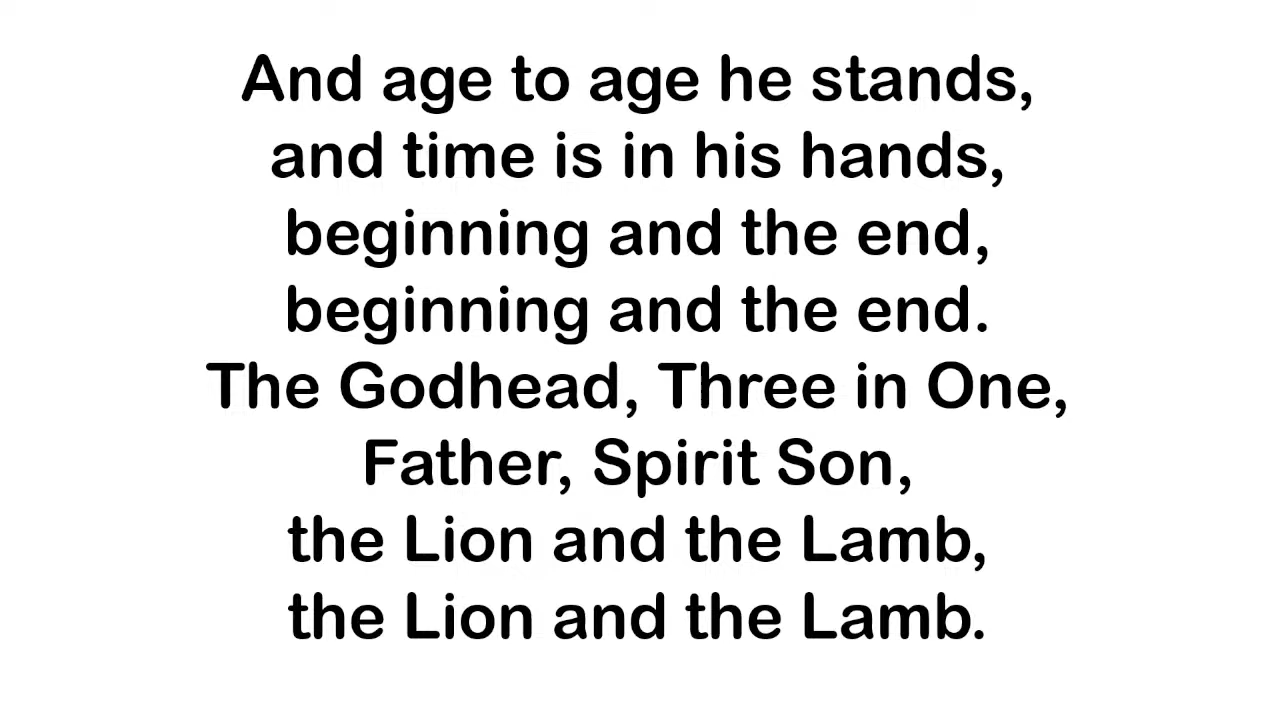 And age to age he stands,
and time is in his hands,
beginning and the end,
beginning and the end.
The Godhead, Three in One,
Father, Spirit Son,
the Lion and the Lamb,
the Lion and the Lamb.